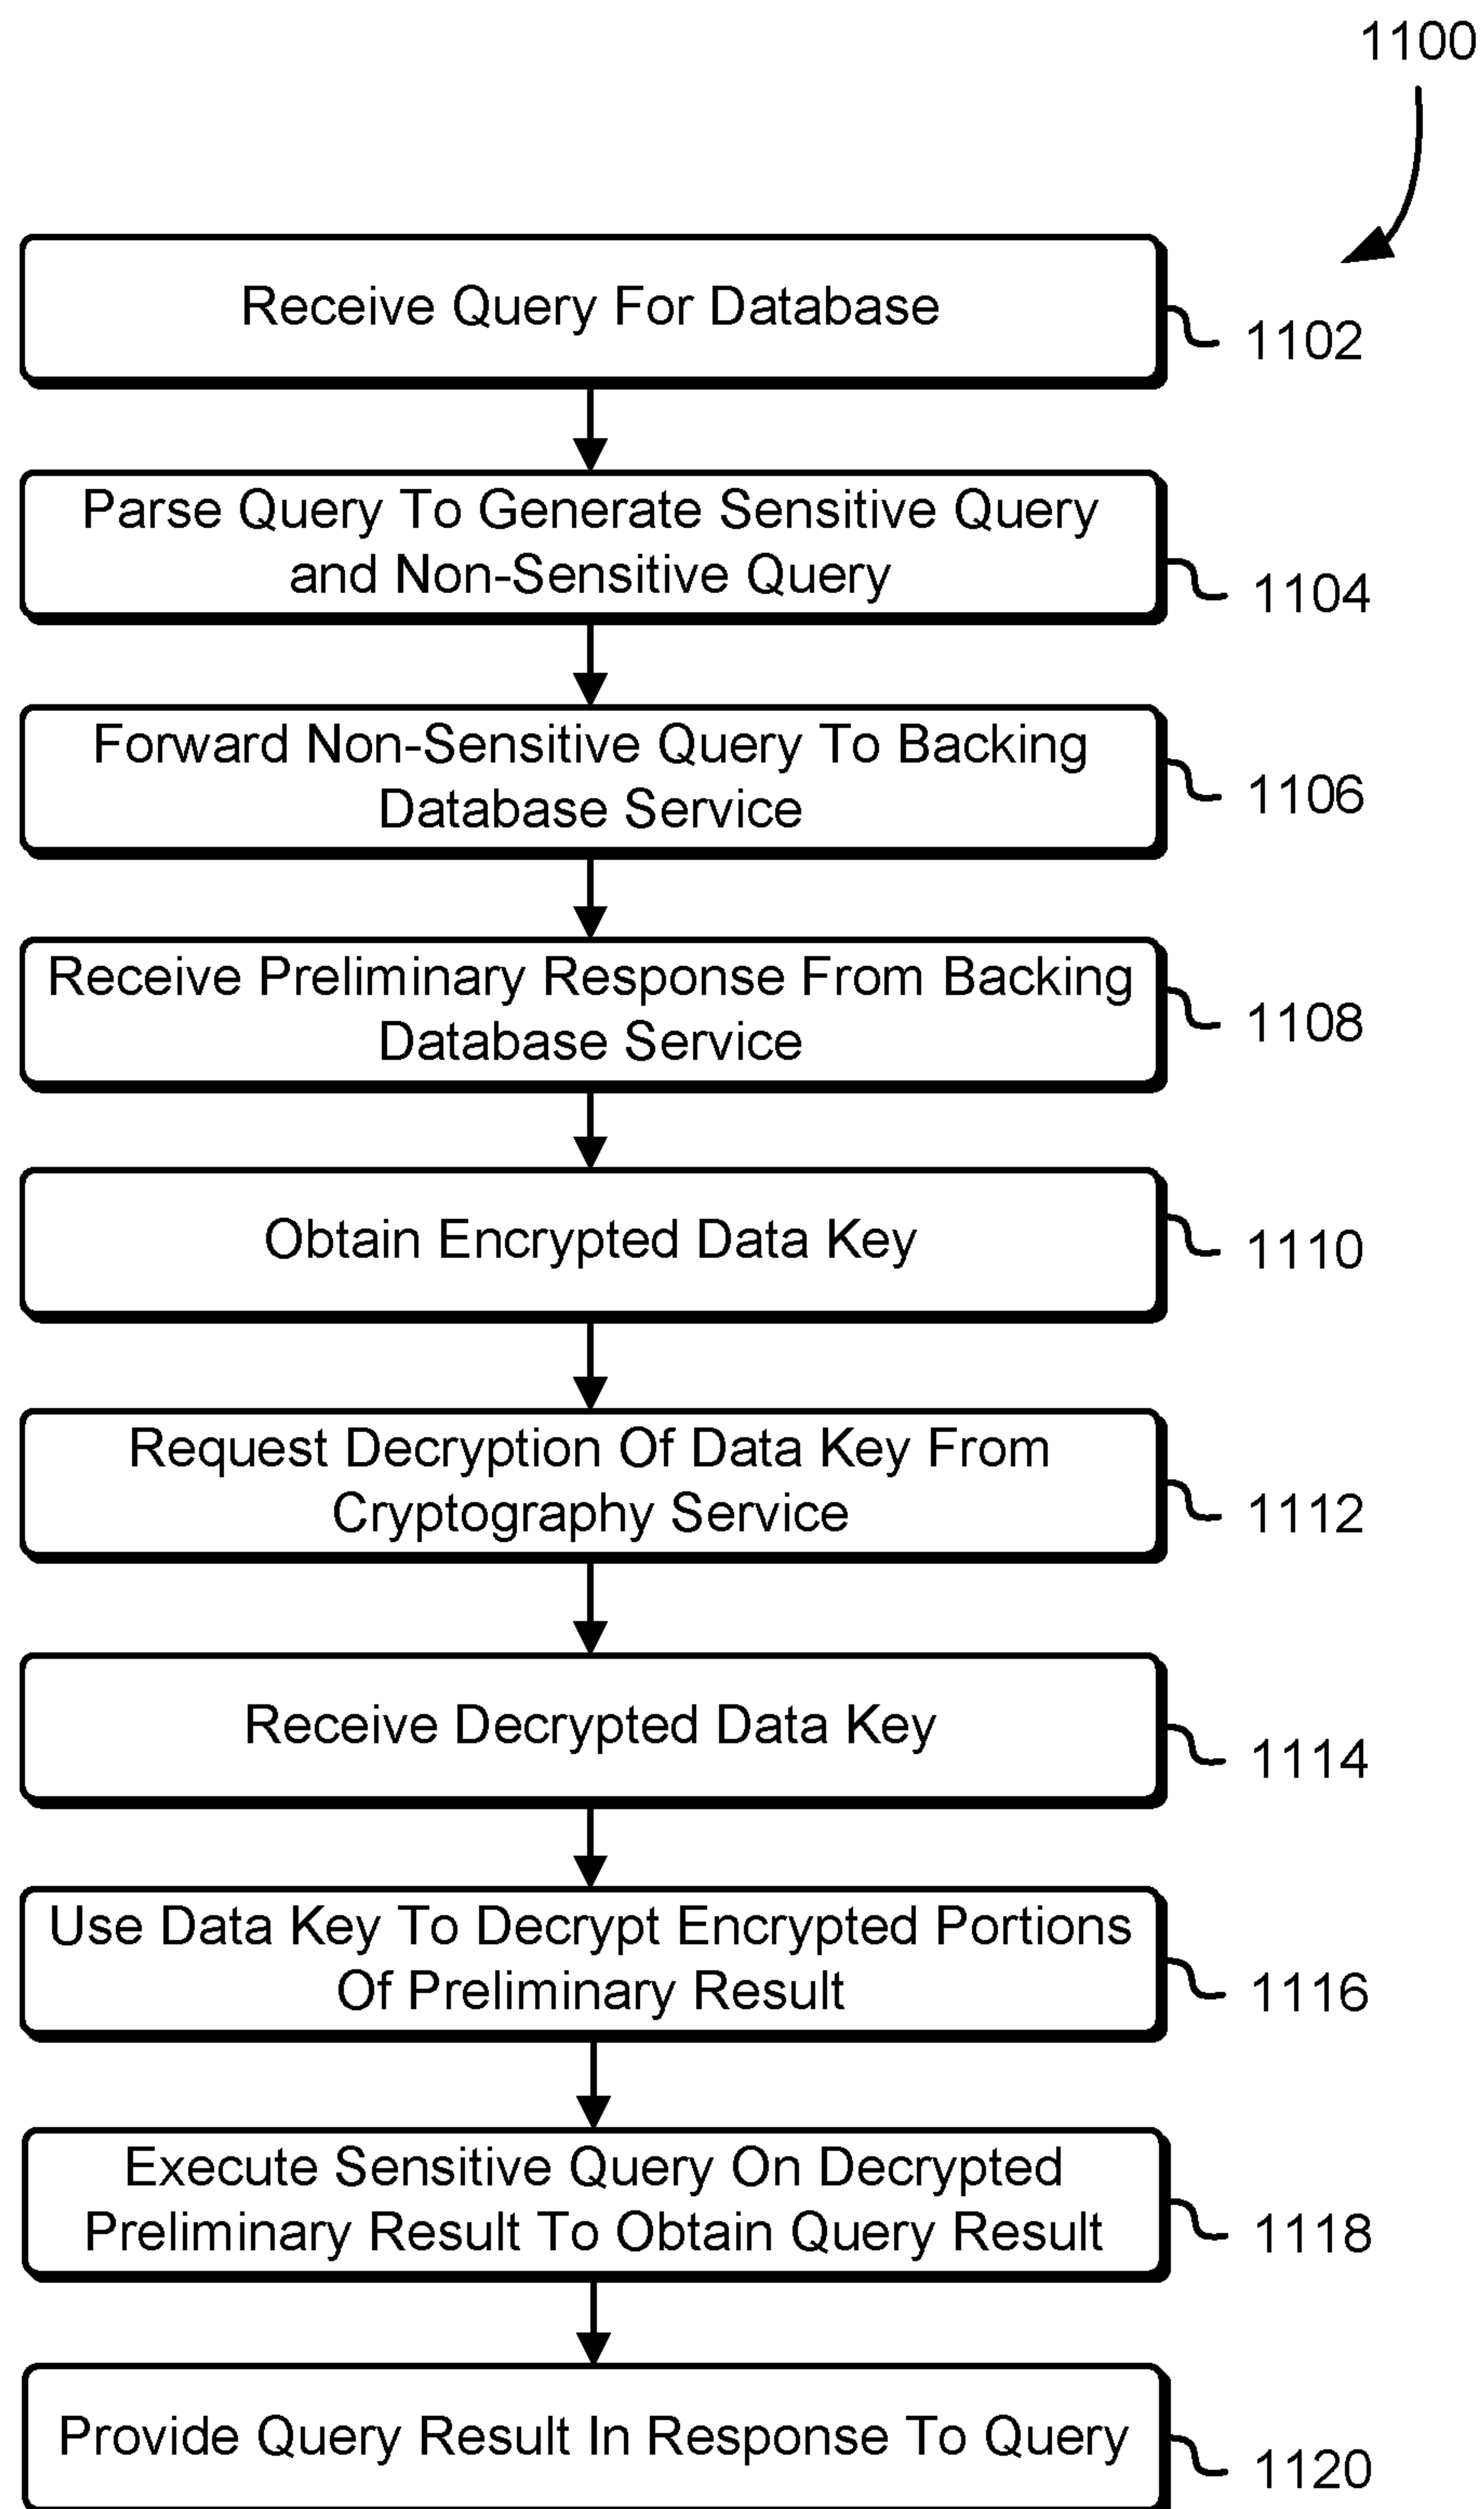 1100
Receive Query For Database
1102
Parse Query To Generate Sensitive Query
and Non-Sensitive Query
1104
Forward Non-Sensitive Query To Backing
Database Service
1106
Receive Preliminary Response From Backing
Database Service
1108
Obtain Encrypted Data Key
1110
Request Decryption Of Data Key From
Cryptography Service
1112
Receive Decrypted Data Key
1114
Use Data Key To Decrypt Encrypted Portions
Of Preliminary Result
1116
Execute Sensitive Query On Decrypted
Preliminary Result To Obtain Query Result
1118
Provide Query Result In Response To Query
1120